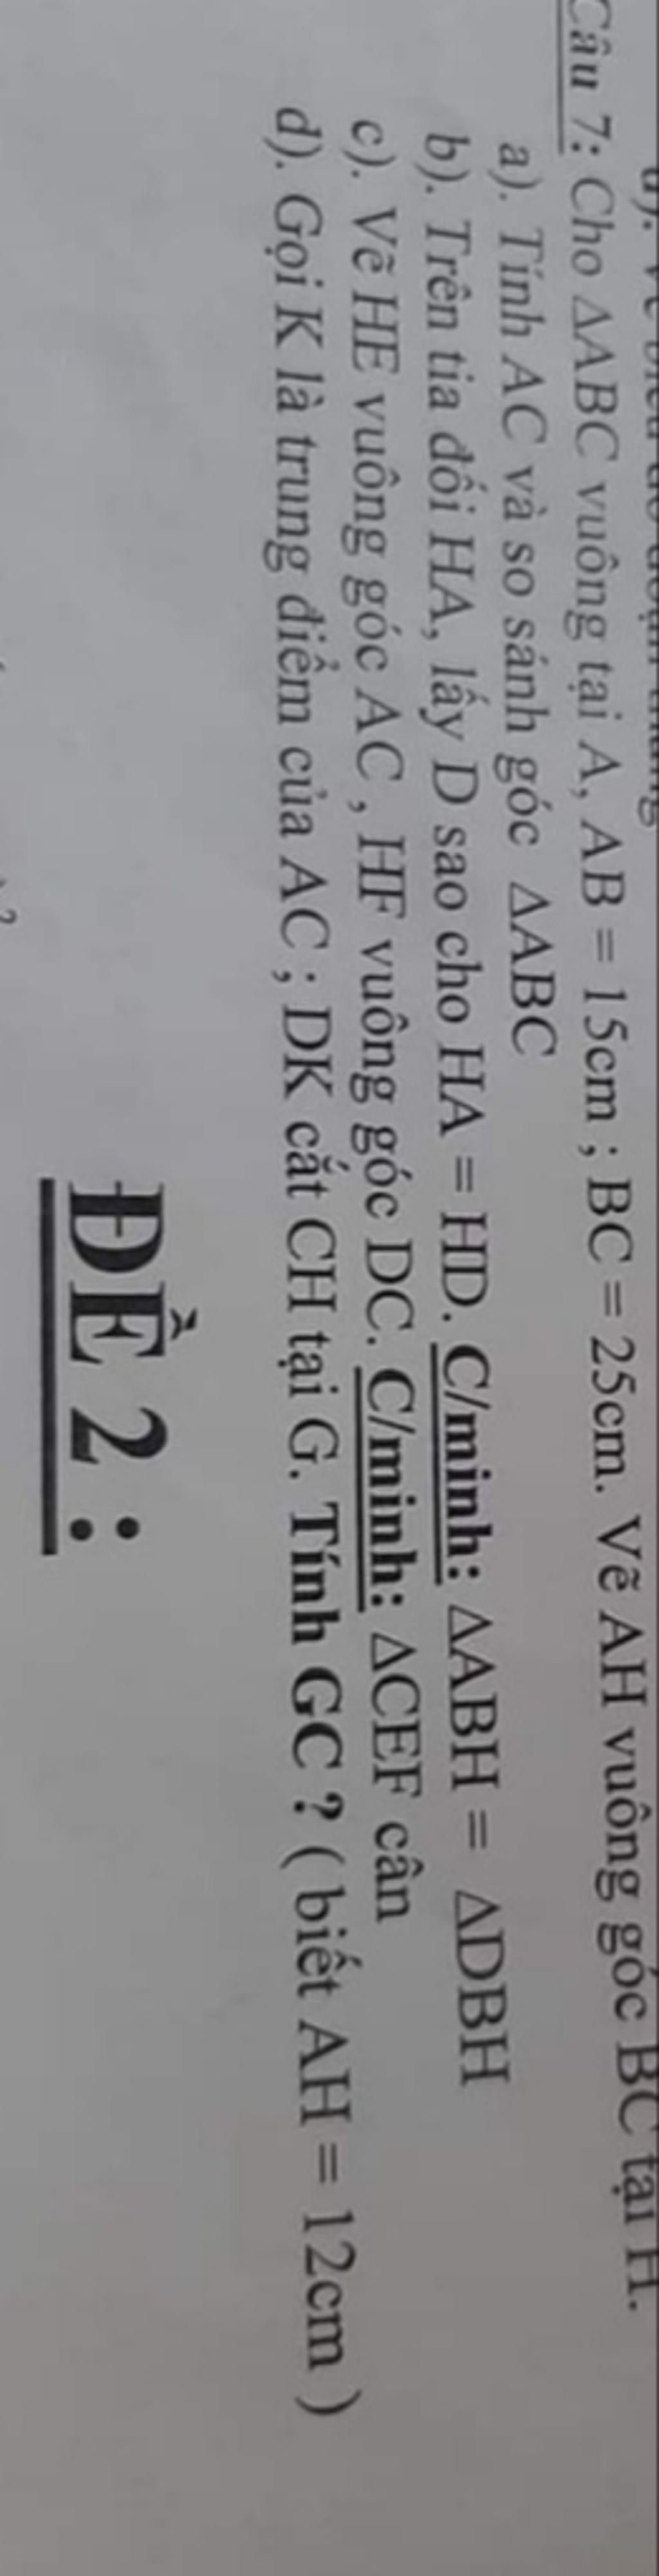 Câu 7: Cho ΔABC vuông tại A, AB = 15cm ; BC = 25cm. Vẽ AH vuông góc BC tại H.
a). Tính AC và so sánh góc ΔABC
b). Trên tia đối HA, lấy D sao cho HA = HD. C/minh: ΔABH = ΔDBH
c). Vẽ HE vuông góc AC , HF vuông góc DC. C/minh: ΔCEF cân
d). Gọi K là trung điểm của AC ; DK cắt CH tại G. Tính GC ? ( biết AH = 12cm )
ĐỀ 2 :